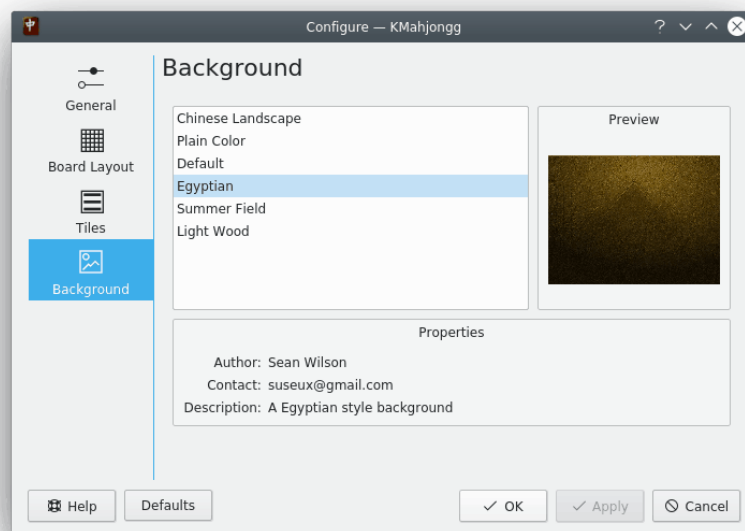 Configure — KMahjongg
General
Board Layout
Tiles
Background
Background
Chinese Landscape
Plain Color
Default
Egyptian
Summer Field
Light Wood
Preview
Properties
Author: Sean Wilson
Contact: suseux@gmail.com
Description: A Egyptian style background
Help
Defaults
OK
Apply
Cancel